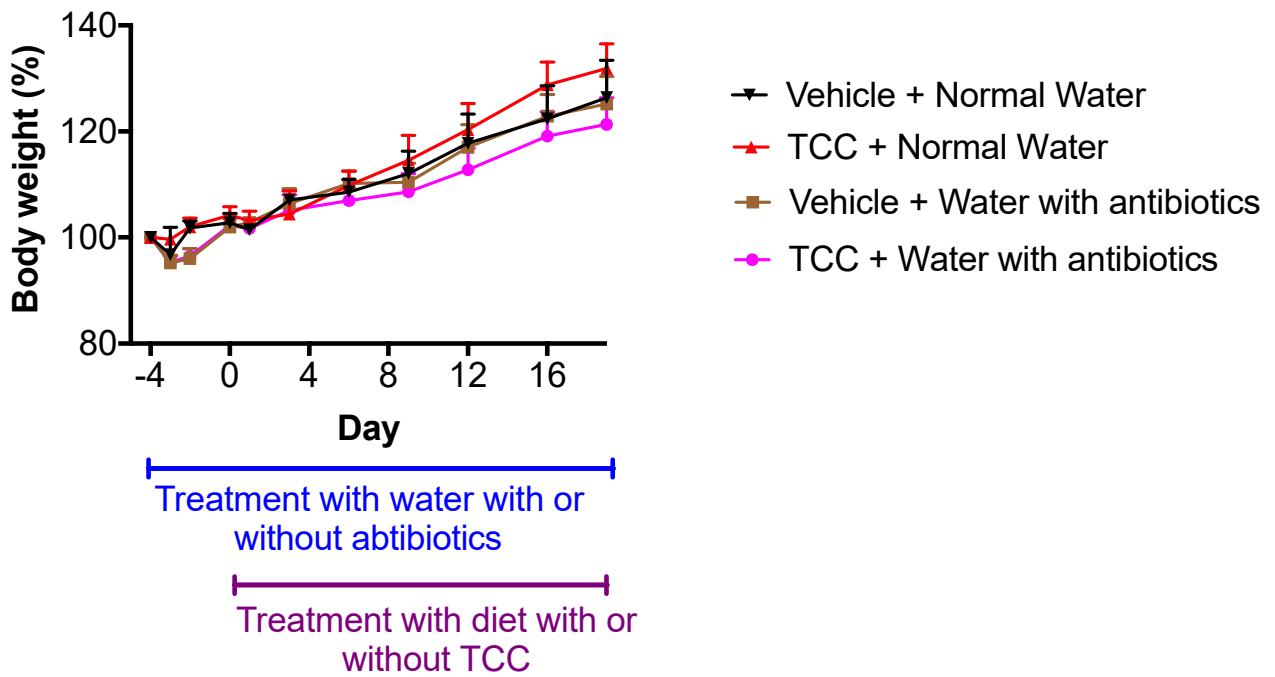 140
120
100
80
Body weight (%)
-4 0 4 8 12 16
Day
Vehicle + Normal Water
TCC + Normal Water
Vehicle + Water with antibiotics
TCC + Water with antibiotics
Treatment with water with or
without abtibiotics
Treatment with diet with or
without TCC